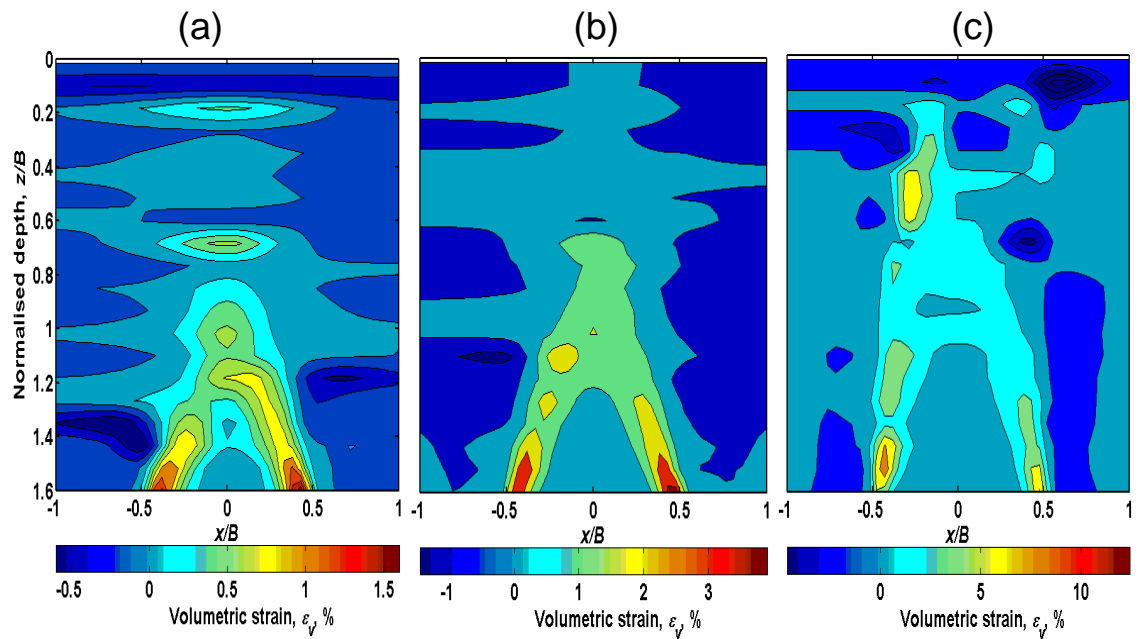 (a) (b) (c)
Normalised depth, z/B
0
0.2
0.4
0.6
0.8
1
1.2
1.4
1.6
-1 -0.5 0 0.5 1
x/B
-1 -0.5 0 0.5 1
x/B
-1 -0.5 0 0.5 1
x/B
-0.5 0 0.5 1 1.5
Volumetric strain, εv, %
-1 0 1 2 3
Volumetric strain, εv, %
0 5 10
Volumetric strain, εv, %